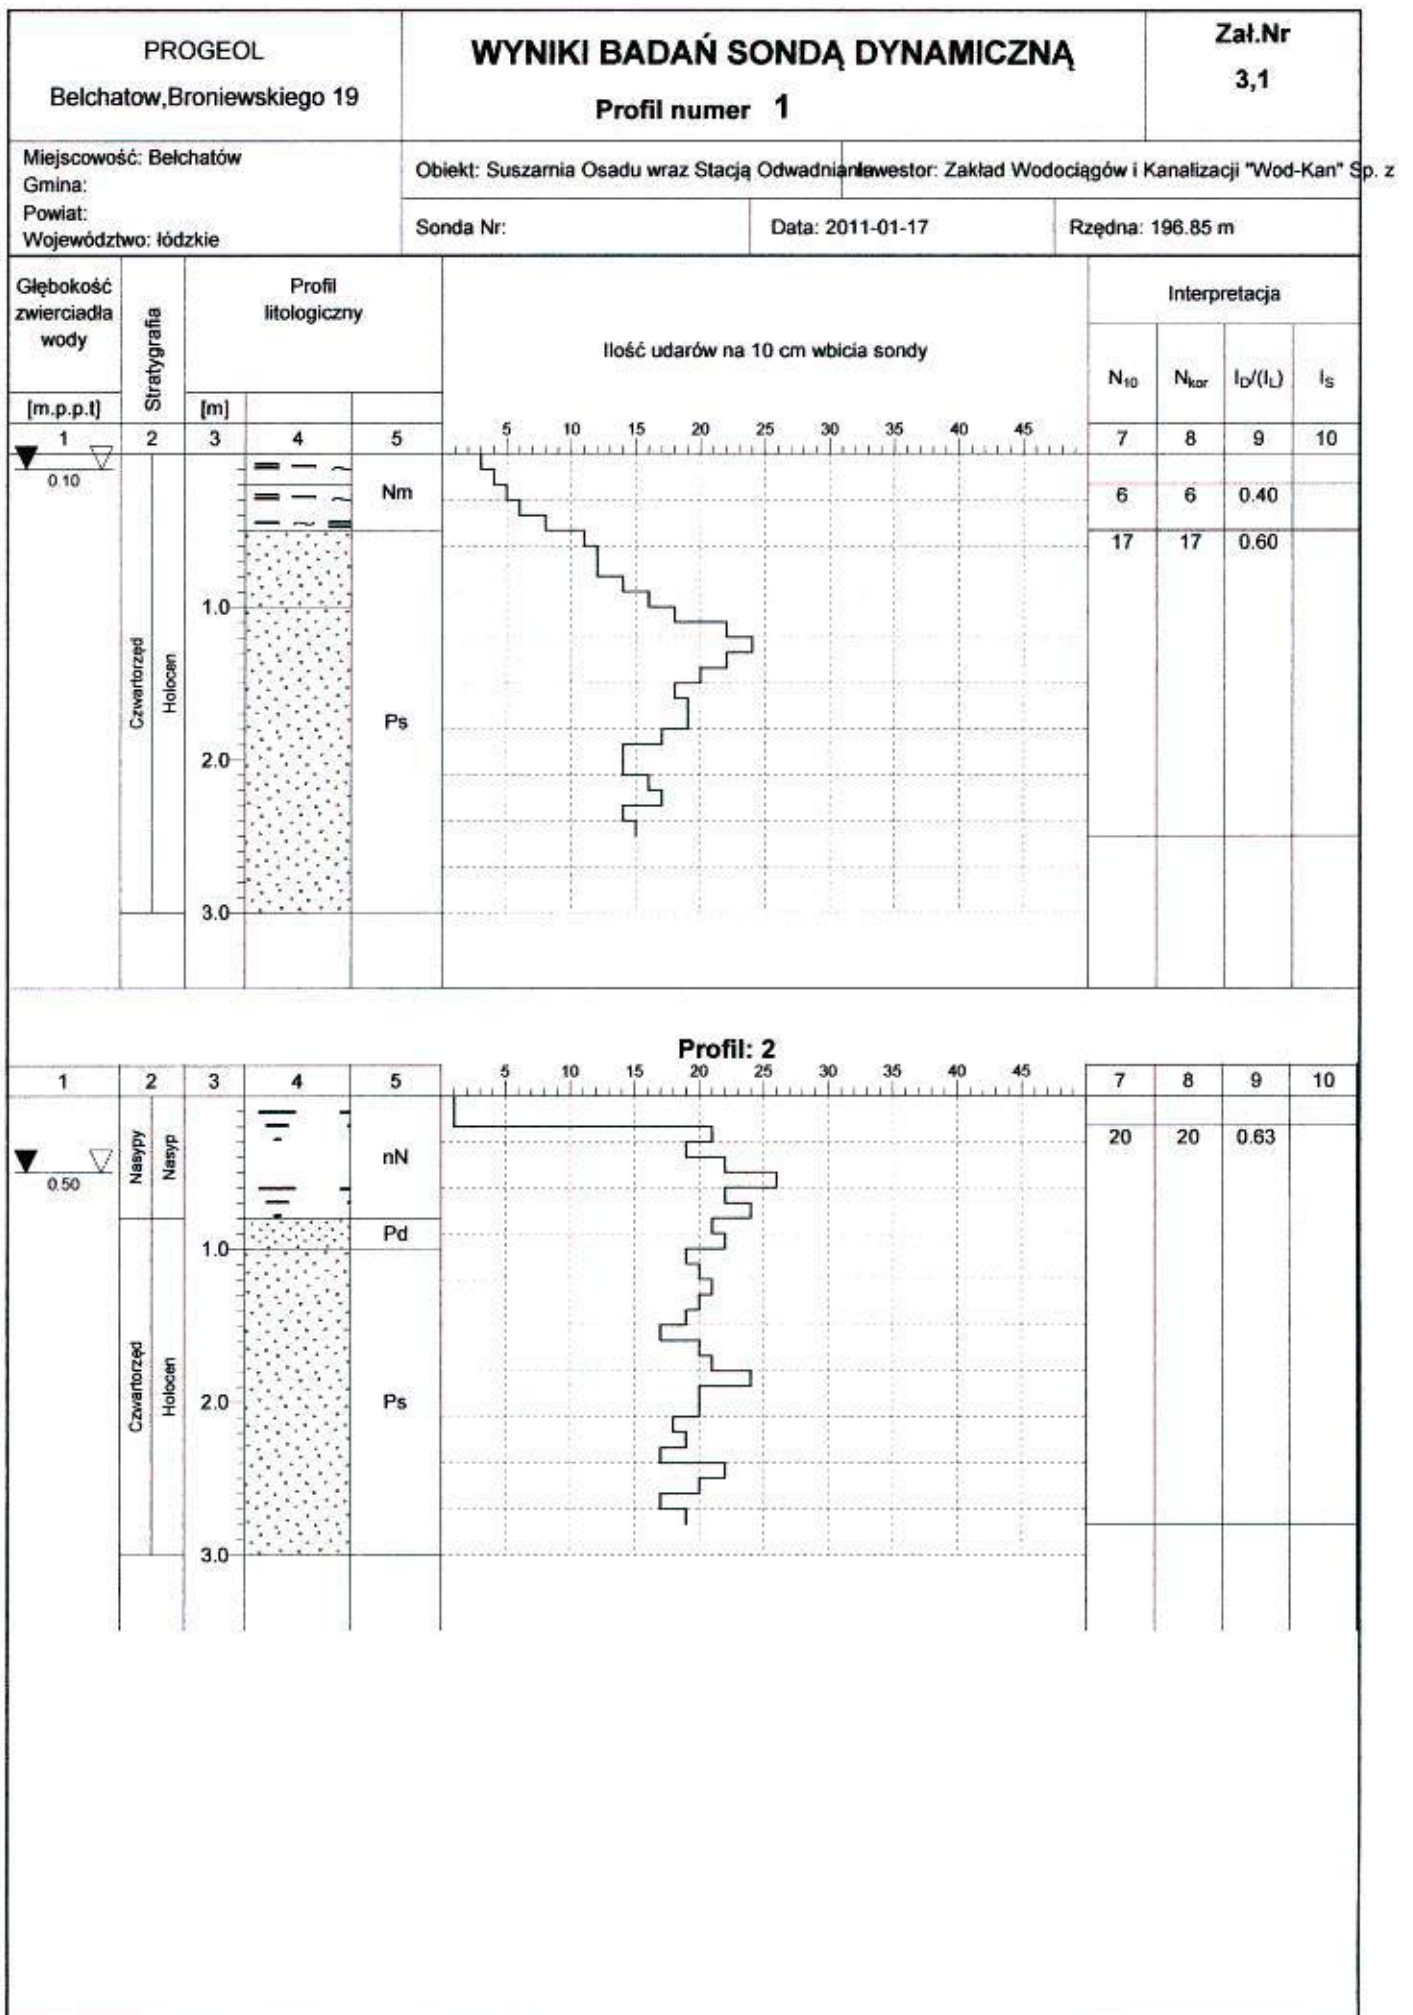 PROGEOL
Belchatow,Broniewskiego 19
WYNIKI BADAŃ SONDĄ DYNAMICZNĄ
Profil numer 1
Zał.Nr
3,1
Miejscowość: Bełchatów
Gmina:
Powiat:
Województwo: łódzkie
Obiekt: Suszarnia Osadu wraz Stacją
Zakład Wodociągów i Kanalizacji "Wod-Kan" Sp. z
Sonda Nr:
Data: 2011-01-17
Rzędna: 196.85 m
Głębokość
zwierciadła
wody
[m.p.p.t]
Stratygrafia
Profil
litologiczny
[m]
Ilość udarów na 10 cm wbicia sondy
Interpretacja
N10 Nkor ID/(IL) IS
1 2 3 4 5
5 10 15 20 25 30 35 40 45
7 8 9 10
0.10
Czwartorzęd
Holocen
1.0
2.0
3.0
Nm
Ps
6 6 0.40
17 17 0.60
Profil: 2
1 2 3 4 5
5 10 15 20 25 30 35 40 45
7 8 9 10
0.50
Nasypy
Nasyp
Czwartorzęd
Holocen
1.0
2.0
3.0
nN
Pd
Ps
20 20 0.63